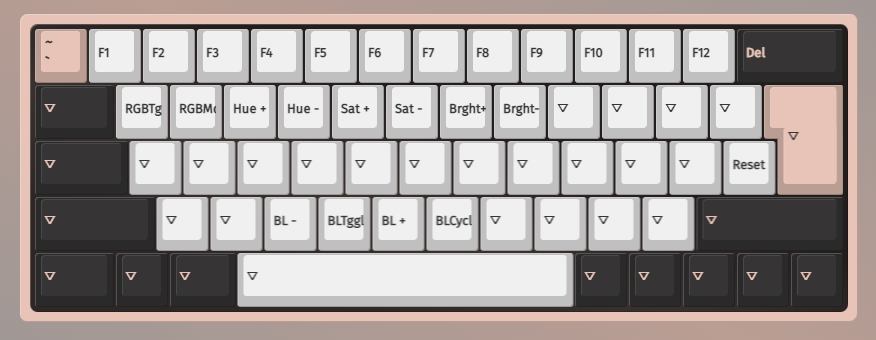 ~
`
F1 F2 F3 F4 F5 F6 F7 F8 F9 F10 F11 F12 Del
▽ RGBTg RGBMo Hue + Hue - Sat + Sat - Brght+ Brght- ▽ ▽ ▽ ▽ ▽
▽ ▽ ▽ ▽ ▽ ▽ ▽ ▽ ▽ ▽ ▽ ▽ Reset
▽ ▽ ▽ BL - BLTggl BL + BLCycl ▽ ▽ ▽ ▽ ▽
▽ ▽ ▽ ▽ ▽ ▽ ▽ ▽ ▽